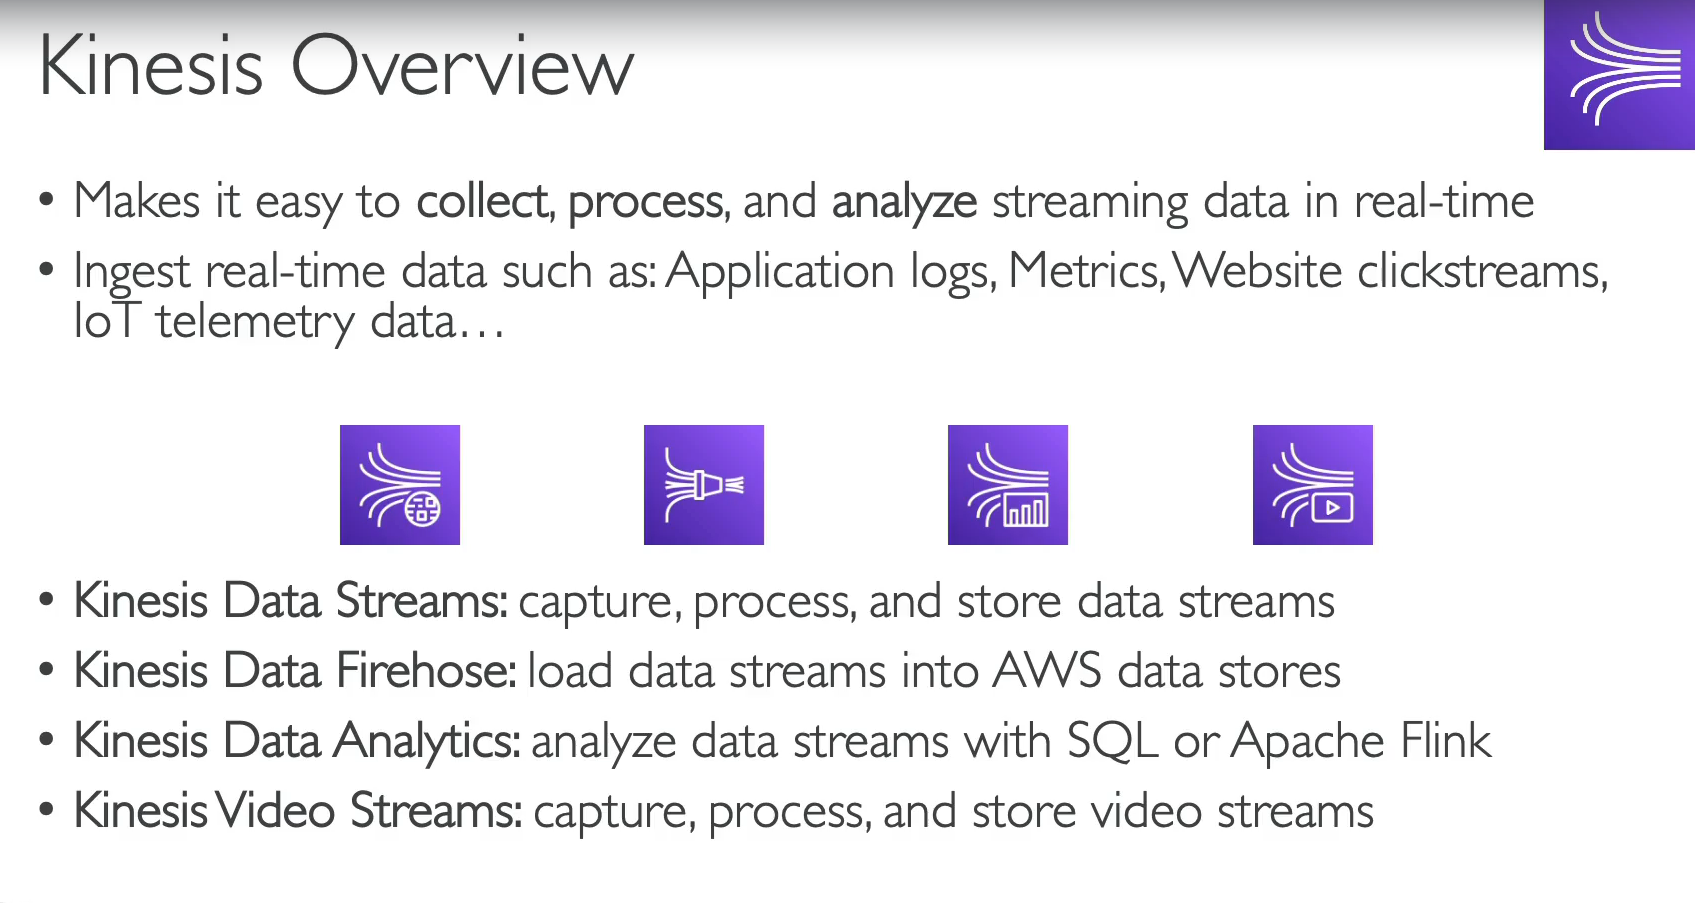 Kinesis Overview
• Makes it easy to collect, process, and analyze streaming data in real-time
• Ingest real-time data such as: Application logs, Metrics, Website clickstreams,
IoT telemetry data…
• Kinesis Data Streams: capture, process, and store data streams
• Kinesis Data Firehose: load data streams into AWS data stores
• Kinesis Data Analytics: analyze data streams with SQL or Apache Flink
• Kinesis Video Streams: capture, process, and store video streams